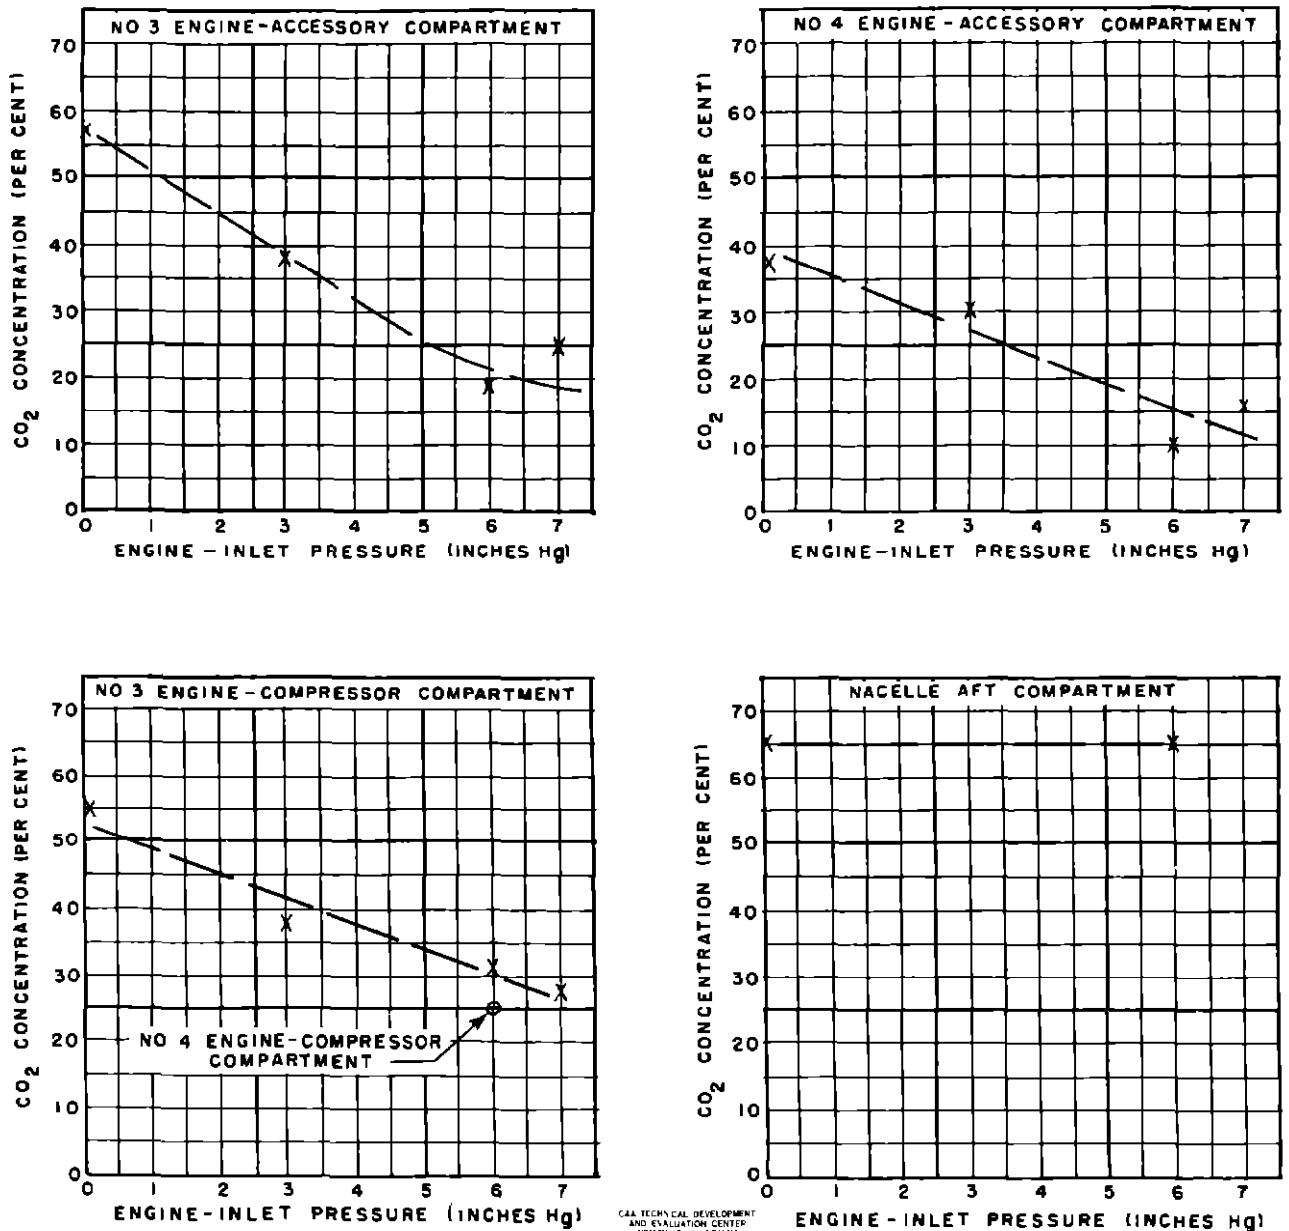 NO 3 ENGINE-ACCESSORY COMPARTMENT
CO2 CONCENTRATION (PER CENT)
70
60
50
40
30
20
10
0
0 1 2 3 4 5 6 7
ENGINE-INLET PRESSURE (INCHES Hg)
NO 4 ENGINE-ACCESSORY COMPARTMENT
CO2 CONCENTRATION (PER CENT)
70
60
50
40
30
20
10
0
0 1 2 3 4 5 6 7
ENGINE-INLET PRESSURE (INCHES Hg)
NO 3 ENGINE-COMPRESSOR COMPARTMENT
CO2 CONCENTRATION (PER CENT)
70
60
50
40
30
20
10
0
NO 4 ENGINE-COMPRESSOR
COMPARTMENT
0 1 2 3 4 5 6 7
ENGINE-INLET PRESSURE (INCHES Hg)
NACELLE AFT COMPARTMENT
CO2 CONCENTRATION (PER CENT)
70
60
50
40
30
20
10
0
0 1 2 3 4 5 6 7
ENGINE-INLET PRESSURE (INCHES Hg)
CAA TECHNICAL DEVELOPMENT
AND EVALUATION CENTER